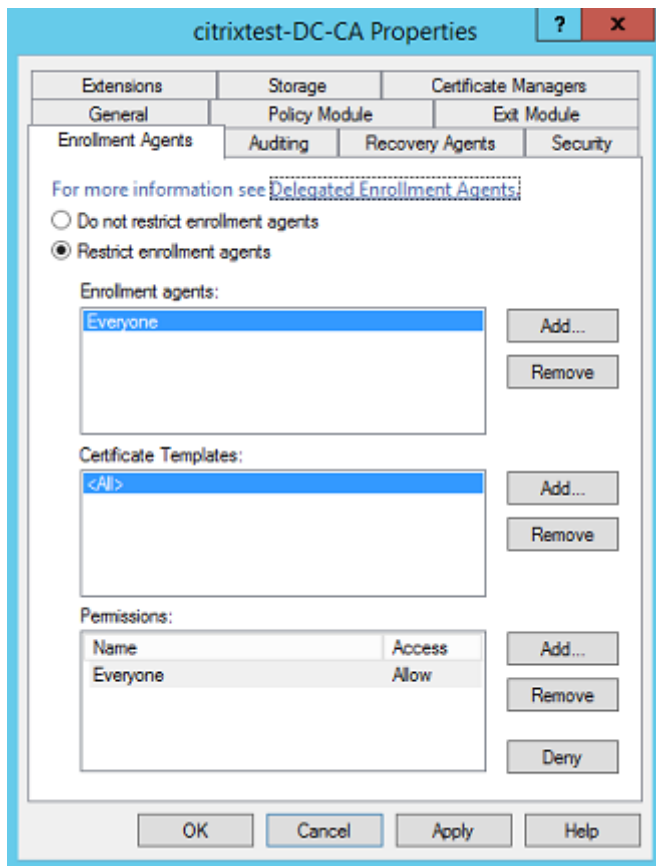 citrixtest-DC-CA Properties
? x
Extensions Storage Certificate Managers
General Policy Module Exit Module
Enrollment Agents Auditing Recovery Agents Security
For more information see Delegated Enrollment Agents.
Do not restrict enrollment agents
Restrict enrollment agents
Enrollment agents:
Everyone
Add...
Remove
Certificate Templates:
<All>
Add...
Remove
Permissions:
Name Access
Everyone Allow
Add...
Remove
Deny
OK Cancel Apply Help